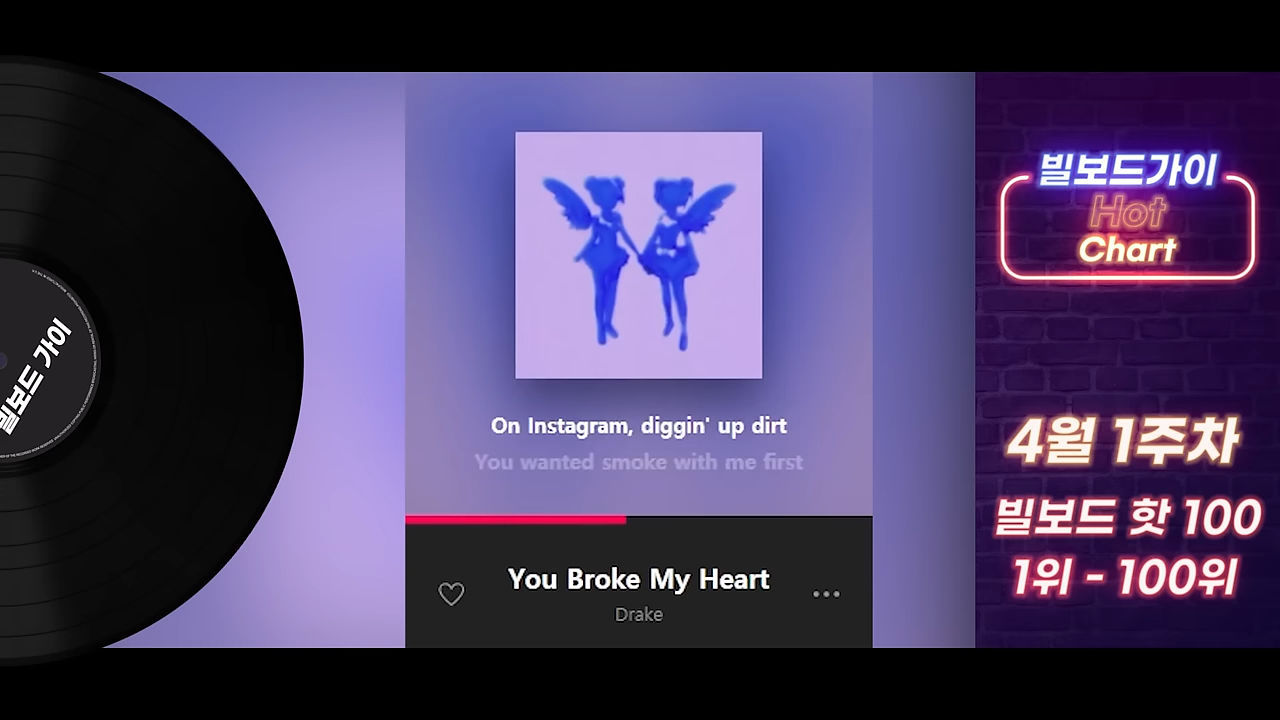 빌보드 가이
On Instagram, diggin' up dirt
You wanted smoke with me first
You Broke My Heart
Drake
빌보드가이
Hot
Chart
4월 1주차
빌보드 핫 100
1위 - 100위